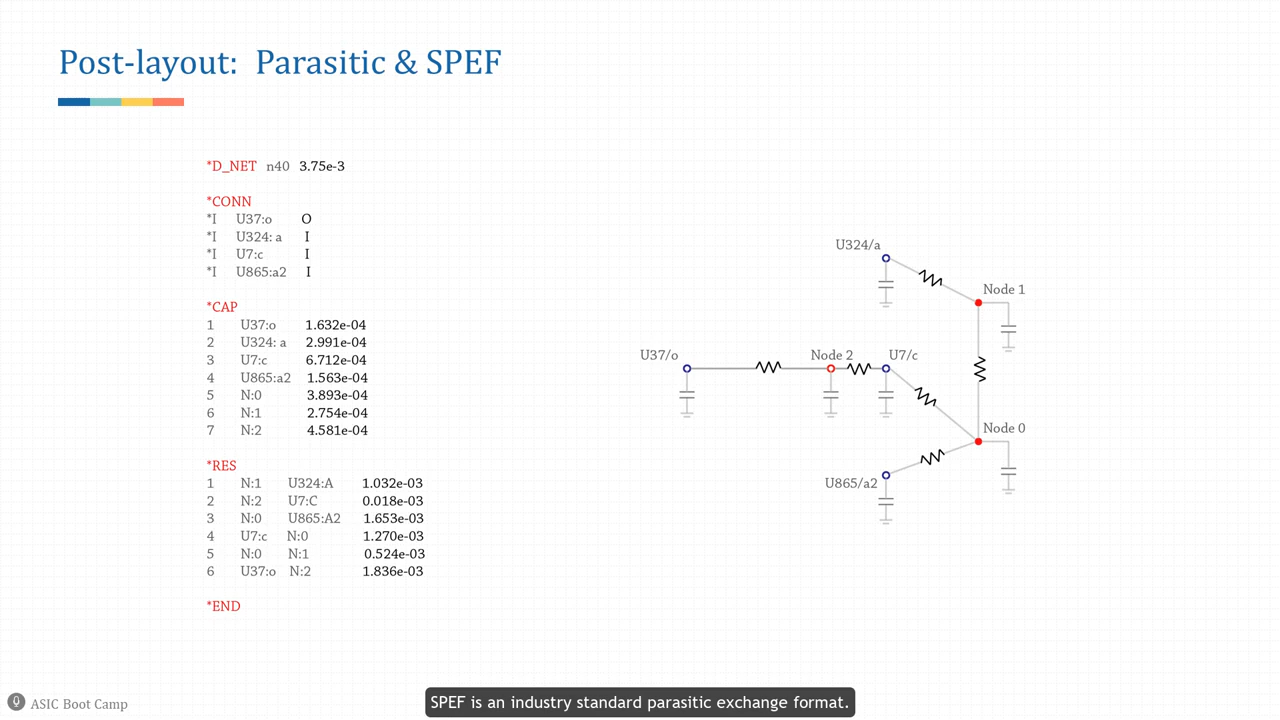 Post-layout: Parasitic & SPEF
*D_NET n40 3.75e-3
*CONN
*I U37:o O
*I U324: a I
*I U7:c I
*I U865:a2 I
*CAP
1 U37:o 1.632e-04
2 U324: a 2.991e-04
3 U7:c 6.712e-04
4 U865:a2 1.563e-04
5 N:0 3.893e-04
6 N:1 2.754e-04
7 N:2 4.581e-04
*RES
1 N:1 U324:A 1.032e-03
2 N:2 U7:C 0.018e-03
3 N:0 U865:A2 1.653e-03
4 U7:c N:0 1.270e-03
5 N:0 N:1 0.524e-03
6 U37:o N:2 1.836e-03
*END
U324/a
Node 1
U37/o
Node 2
U7/c
Node 0
U865/a2
SPEF is an industry standard parasitic exchange format.
ASIC Boot Camp